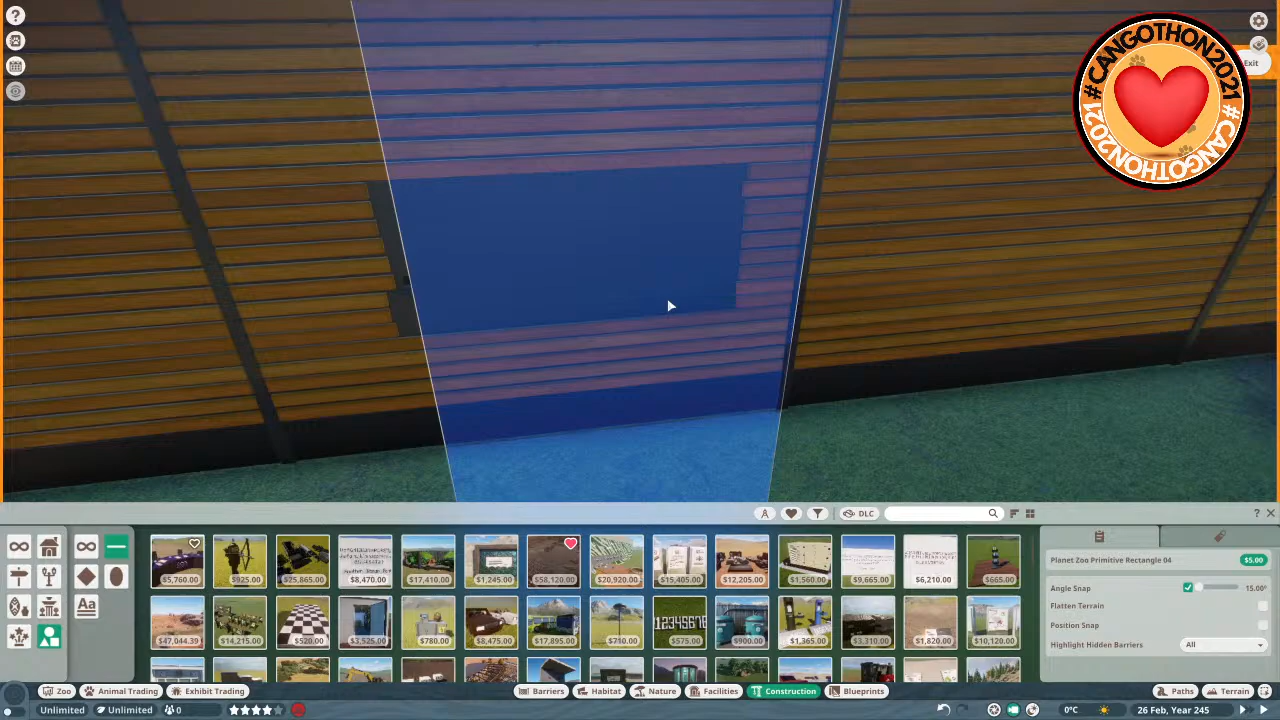 #CANGOTHON2021
#CANGOTHON2021
Exit
DLC
$5,760.00
$925.00
$25,865.00
$8,470.00
$17,410.00
$1,245.00
$58,120.00
$20,920.00
$15,405.00
$12,205.00
$1,560.00
$9,665.00
$6,210.00
$665.00
$47,044.39
$14,215.00
$520.00
$3,525.00
$780.00
$8,475.00
$17,895.00
$710.00
$575.00
$900.00
$1,365.00
$3,310.00
$1,820.00
$10,120.00
Aa
Planet Zoo Primitive Rectangle 04
$5.00
Angle Snap
15.00°
Flatten Terrain
Position Snap
Highlight Hidden Barriers
All
Zoo
Animal Trading
Exhibit Trading
Barriers
Habitat
Nature
Facilities
Construction
Blueprints
Paths
Terrain
Unlimited
Unlimited
0
0°C
26 Feb, Year 245